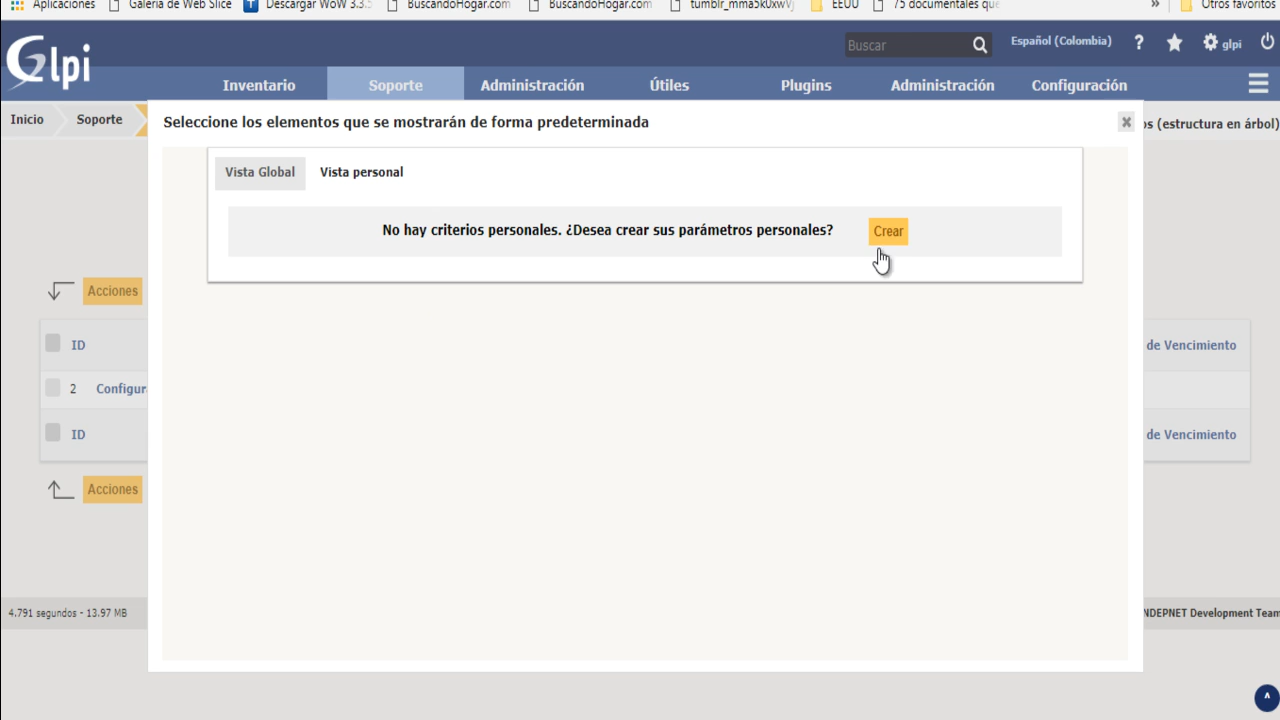 Aplicaciones Galería de Web Slice Descargar WoW 3.3.5 BuscandoHogar.com BuscandoHogar.com tumblr_mma5k0xwVj EEUU 75 documentales que » Otros favoritos
Glpi
Buscar Español (Colombia) ? glpi
Inventario Soporte Administración Útiles Plugins Administración Configuración
Inicio Soporte
Seleccione los elementos que se mostrarán de forma predeterminada
os (estructura en árbol)
Vista Global Vista personal
No hay criterios personales. ¿Desea crear sus parámetros personales? Crear
Acciones
ID de Vencimiento
2 Configur
ID de Vencimiento
Acciones
4.791 segundos - 13.97 MB
NDEPNET Development Team